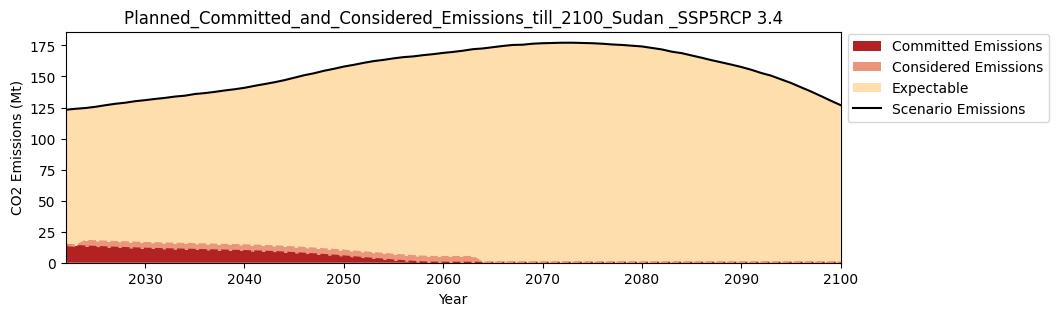 Planned_Committed_and_Considered_Emissions_till_2100_Sudan _SSP5RCP 3.4
175
150
125
100
75
50
25
0
CO2 Emissions (Mt)
2030
2040
2050
2060
2070
2080
2090
2100
Year
Committed Emissions
Considered Emissions
Expectable
Scenario Emissions